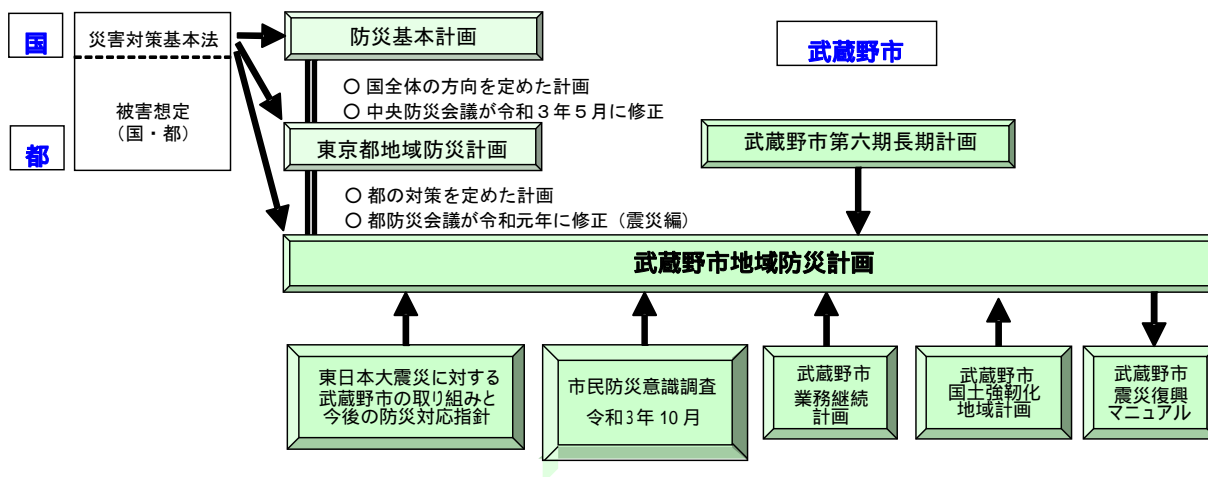 国
災害対策基本法
被害想定
(国・都)
都
防災基本計画
○ 国全体の方向を定めた計画
○ 中央防災会議が令和３年５月に修正
東京都地域防災計画
○ 都の対策を定めた計画
○ 都防災会議が令和元年に修正（震災編）
武蔵野市
武蔵野市第六期長期計画
武蔵野市地域防災計画
東日本大震災に対する
武蔵野市の取り組みと
今後の防災対応指針
市民防災意識調査
令和3年 10 月
武蔵野市
業務継続
計画
武蔵野市
国土強靭化
地域計画
武蔵野市
震災復興
マニュアル